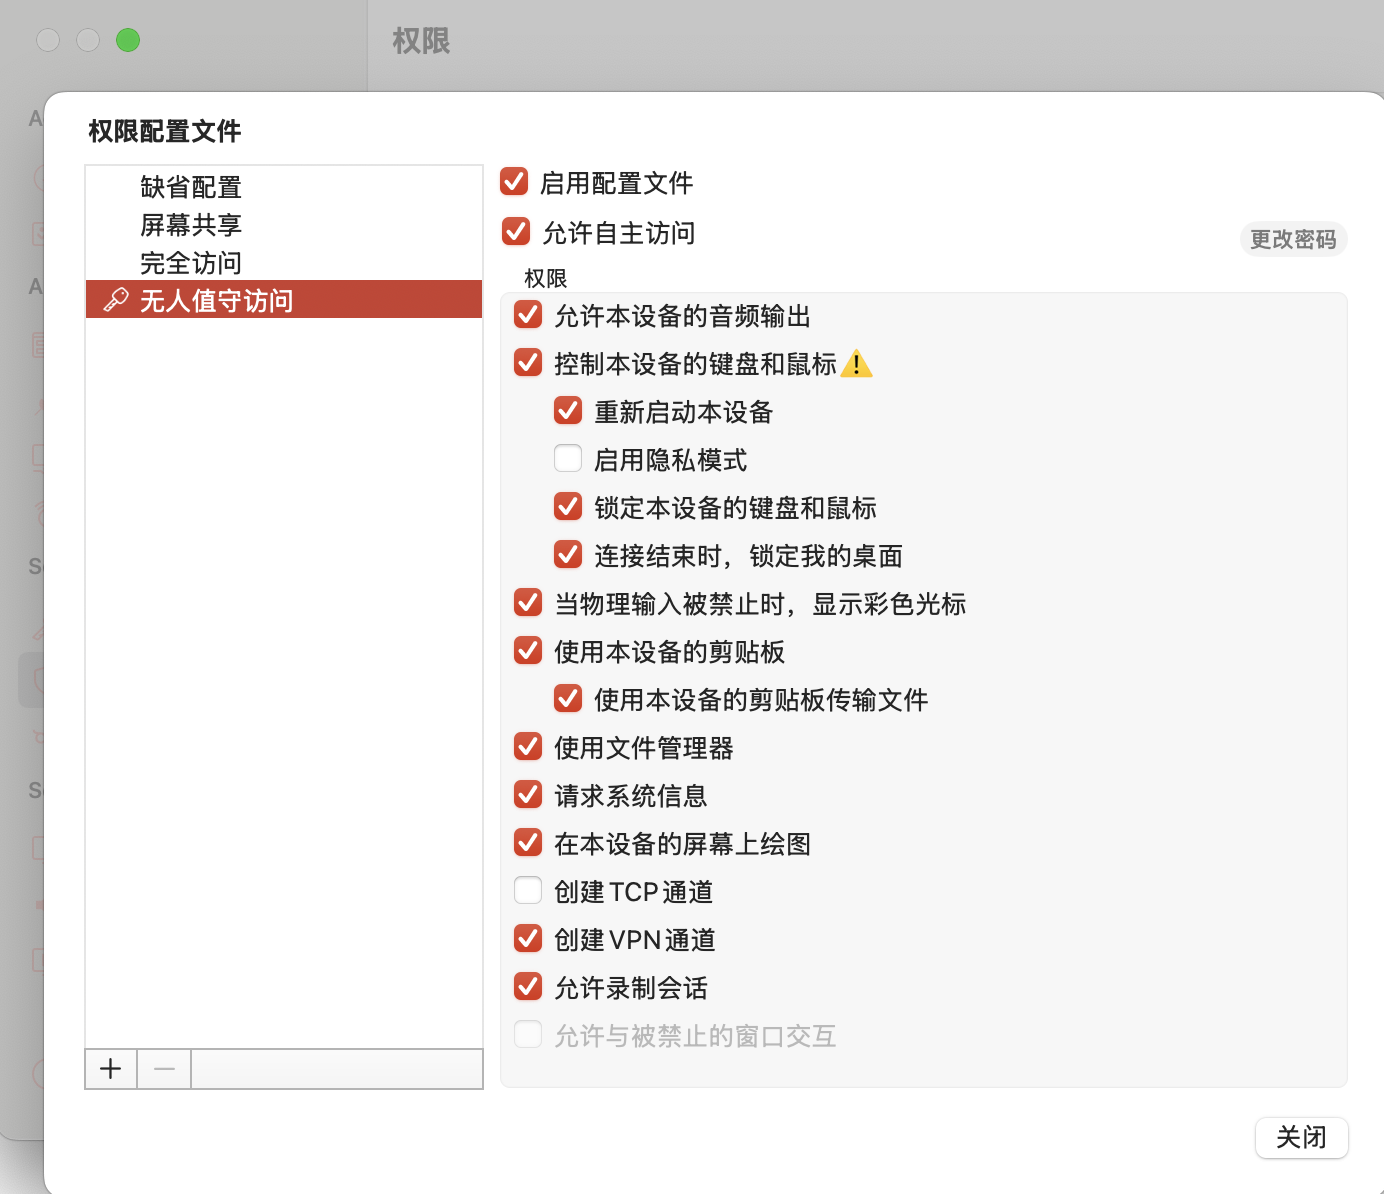 权限
权限配置文件
缺省配置
屏幕共享
完全访问
无人值守访问
启用配置文件
允许自主访问
更改密码
权限
允许本设备的音频输出
控制本设备的键盘和鼠标
重新启动本设备
启用隐私模式
锁定本设备的键盘和鼠标
连接结束时，锁定我的桌面
当物理输入被禁止时，显示彩色光标
使用本设备的剪贴板
使用本设备的剪贴板传输文件
使用文件管理器
请求系统信息
在本设备的屏幕上绘图
创建TCP通道
创建VPN通道
允许录制会话
允许与被禁止的窗口交互
关闭